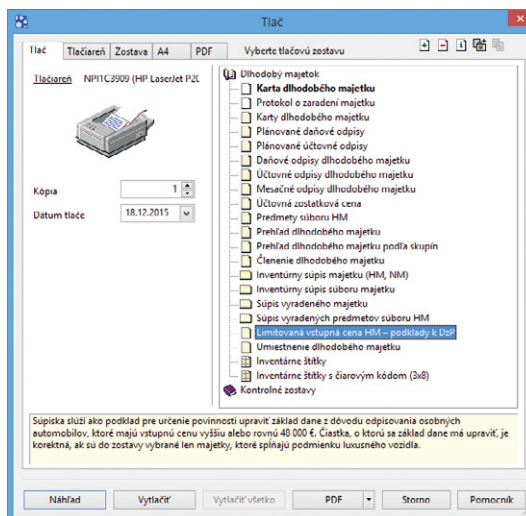 Tlač
Tlač Tlačiareň Zostava A4 PDF Vyberte tlačovú zostavu
Tlačiareň NPI1C3909 (HP LaserJet P2(
Kópia 1
Dátum tlače 18.12.2015
Dlhodobý majetok
Karta dlhodobého majetku
Protokol o zaradení majetku
Karty dlhodobého majetku
Plánované daňové odpisy
Plánované účtovné odpisy
Daňové odpisy dlhodobého majetku
Účtovné odpisy dlhodobého majetku
Mesačné odpisy dlhodobého majetku
Účtovná zostatková cena
Predmety súboru HM
Prehľad dlhodobého majetku
Prehľad dlhodobého majetku podľa skupín
Členenie dlhodobého majetku
Inventúrny súpis majetku (HM, NM)
Inventúrny súpis súboru majetku
Súpis vyradeného majetku
Súpis vyradených predmetov súboru HM
Limitovaná vstupná cena HM – podklady k DzP
Umiestnenie dlhodobého majetku
Inventárne štítky
Inventárne štítky s čiarovým kódom (3x8)
Kontrolné zostavy
Súpiska slúži ako podklad pre určenie povinnosti upraviť základ dane z dôvodu odpisovania osobných
automobilov, ktoré majú vstupnú cenu vyššiu alebo rovnú 48 000 €. Čiastka, o ktorú sa základ dane má upraviť, je
korektná, ak sú do zostavy vybrané len majetky, ktoré spĺňajú podmienku luxusného vozidla.
Náhľad Vytlačiť Vytlačiť všetko PDF Storno Pomocník